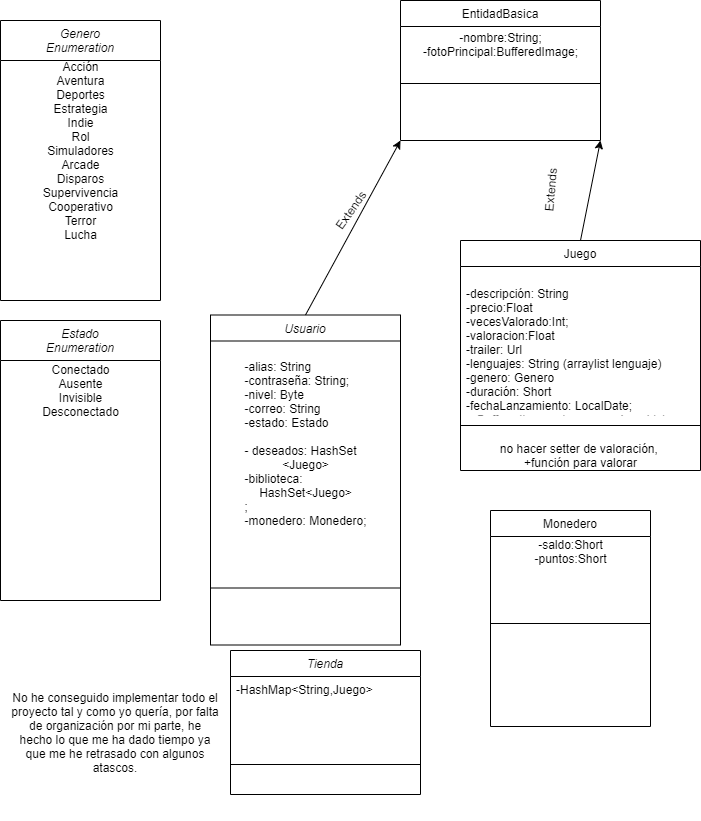 Genero
Enumeration
Acción
Aventura
Deportes
Estrategia
Indie
Rol
Simuladores
Arcade
Disparos
Supervivencia
Cooperativo
Terror
Lucha
EntidadBasica
-nombre:String;
-fotoPrincipal:BufferedImage;
Extends
Extends
Estado
Enumeration
Conectado
Ausente
Invisible
Desconectado
Usuario
-alias: String
-contraseña: String;
-nivel: Byte
-correo: String
-estado: Estado
- deseados: HashSet
<Juego>
-biblioteca:
HashSet<Juego>
;
-monedero: Monedero;
Juego
-descripción: String
-precio:Float
-vecesValorado:Int;
-valoracion:Float
-trailer: Url
-lenguajes: String (arraylist lenguaje)
-genero: Genero
-duración: Short
-fechaLanzamiento: LocalDate;
no hacer setter de valoración,
+función para valorar
Monedero
-saldo:Short
-puntos:Short
Tienda
-HashMap<String,Juego>
No he conseguido implementar todo el
proyecto tal y como yo quería, por falta
de organización por mi parte, he
hecho lo que me ha dado tiempo ya
que me he retrasado con algunos
atascos.